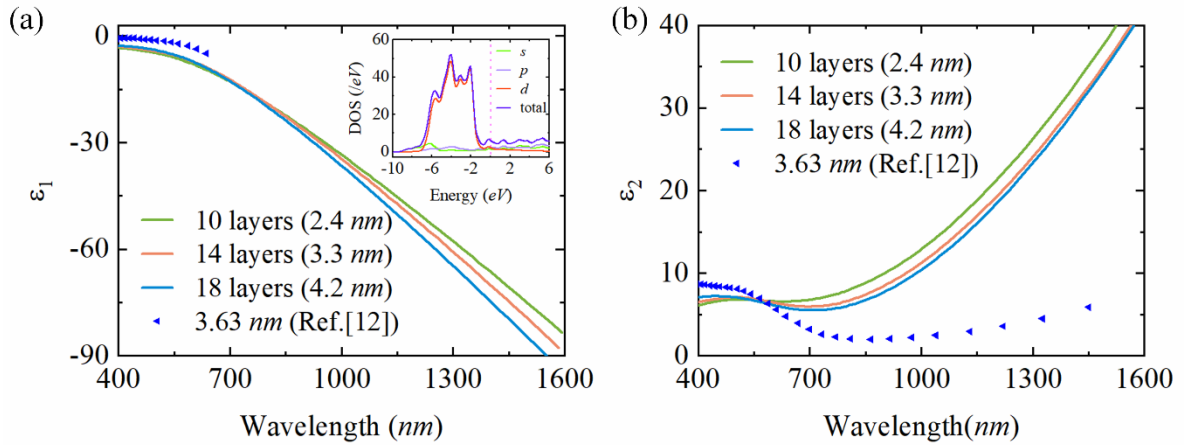 (a)
0
-30
-60
-90
ε1
400
700
1000
1300
1600
Wavelength (nm)
10 layers (2.4 nm)
14 layers (3.3 nm)
18 layers (4.2 nm)
3.63 nm (Ref.[12])
60
40
20
0
DOS (/eV)
s
p
d
total
-10
-8
-6
-4
-2
0
2
4
6
Energy (eV)
(b)
40
30
20
10
0
ε2
10 layers (2.4 nm)
14 layers (3.3 nm)
18 layers (4.2 nm)
3.63 nm (Ref.[12])
400
700
1000
1300
1600
Wavelength(nm)